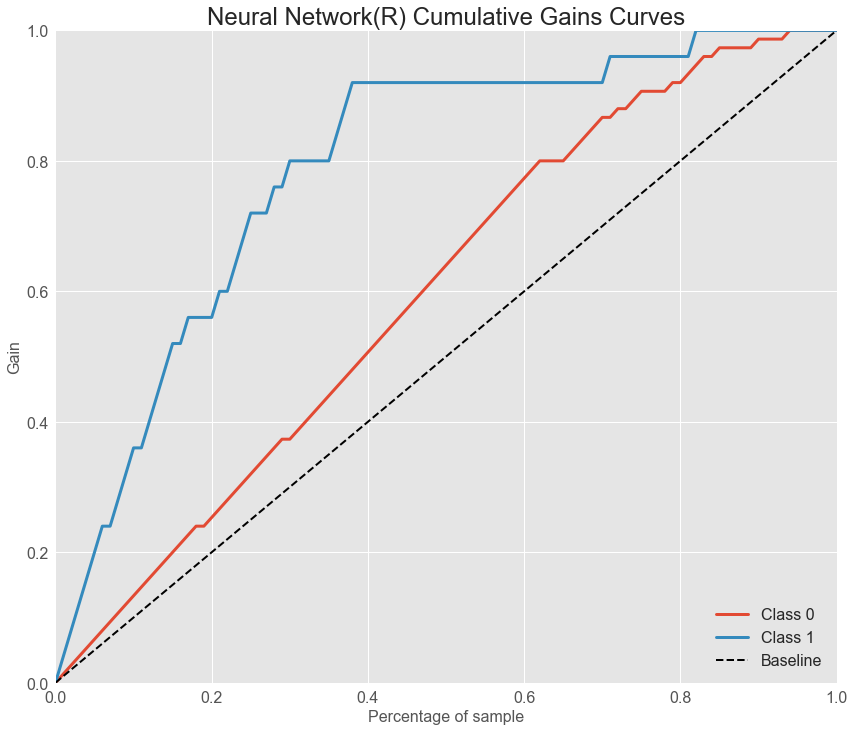 Neural Network(R) Cumulative Gains Curves
1.0
0.8
0.6
0.4
0.2
0.0
Gain
0.0 0.2 0.4 0.6 0.8 1.0
Percentage of sample
Class 0
Class 1
Baseline